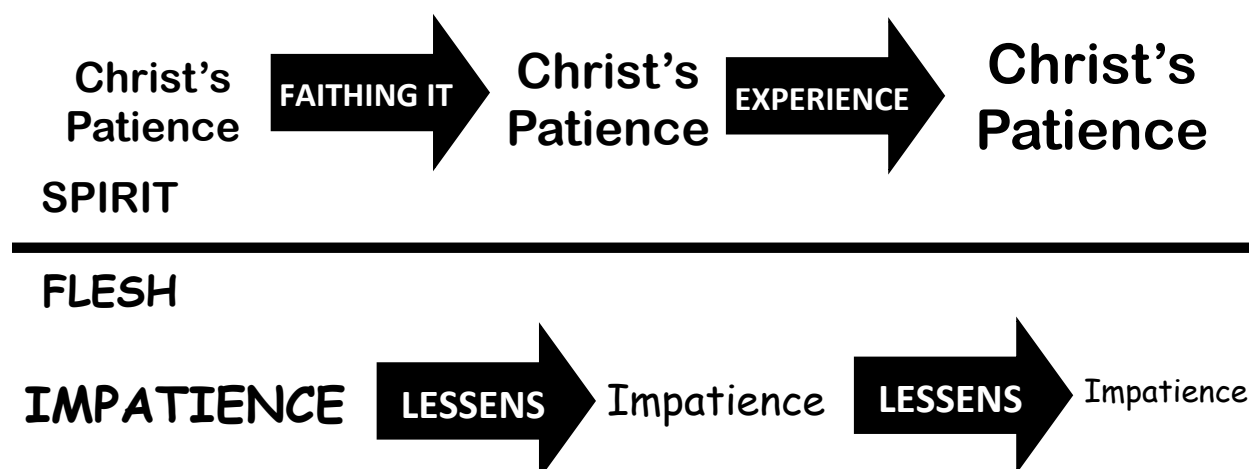 Christ's
Patience
FAITHING IT
Christ's
Patience
EXPERIENCE
Christ's
Patience
SPIRIT
FLESH
IMPATIENCE
LESSENS
Impatience
LESSENS
Impatience